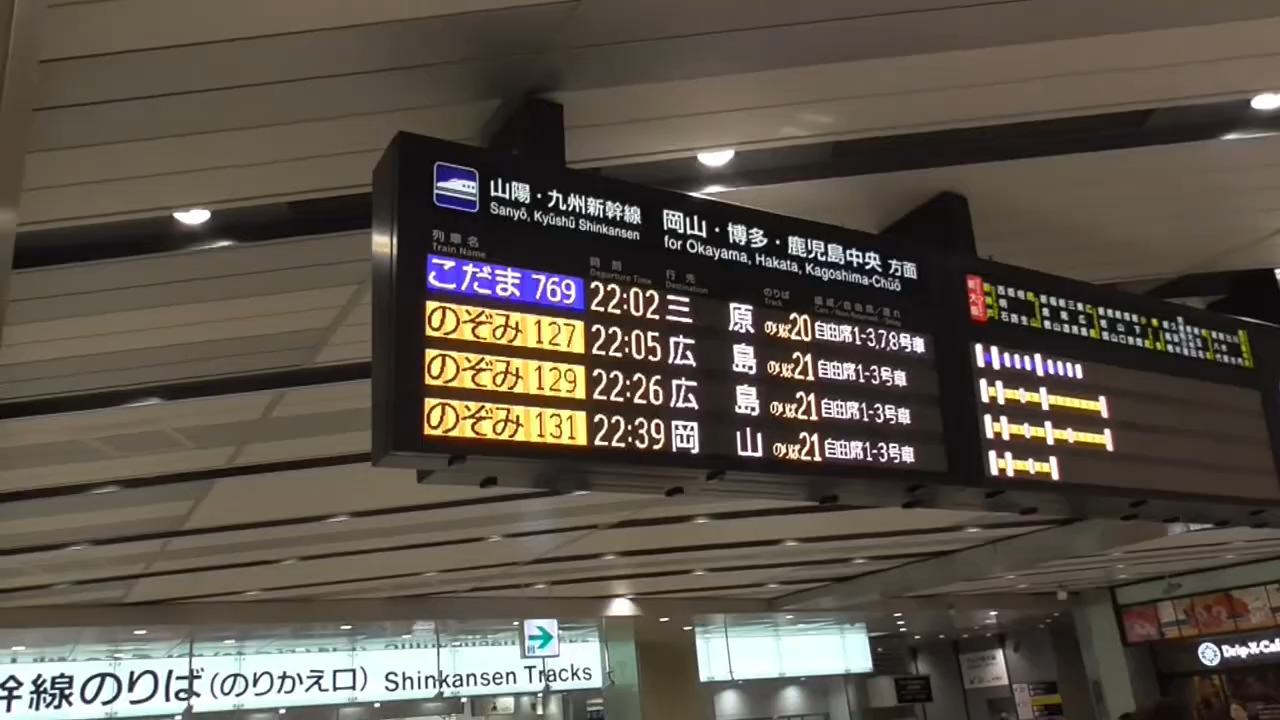 山陽・九州新幹線 岡山・博多・鹿児島中央 方面
Sanyō, Kyūshū Shinkansen for Okayama, Hakata, Kagoshima-Chūō
列車名 時刻 行先 のりば
Train Name Departure Time Destination Track
こだま 769 22:02 三原 のりば20 自由席1-3,7,8号車
のぞみ 127 22:05 広島 のりば21 自由席1-3号車
のぞみ 129 22:26 広島 のりば21 自由席1-3号車
のぞみ 131 22:39 岡山 のりば21 自由席1-3号車
新大阪
幹線のりば(のりかえ口) Shinkansen Tracks
Drip-X-Caf